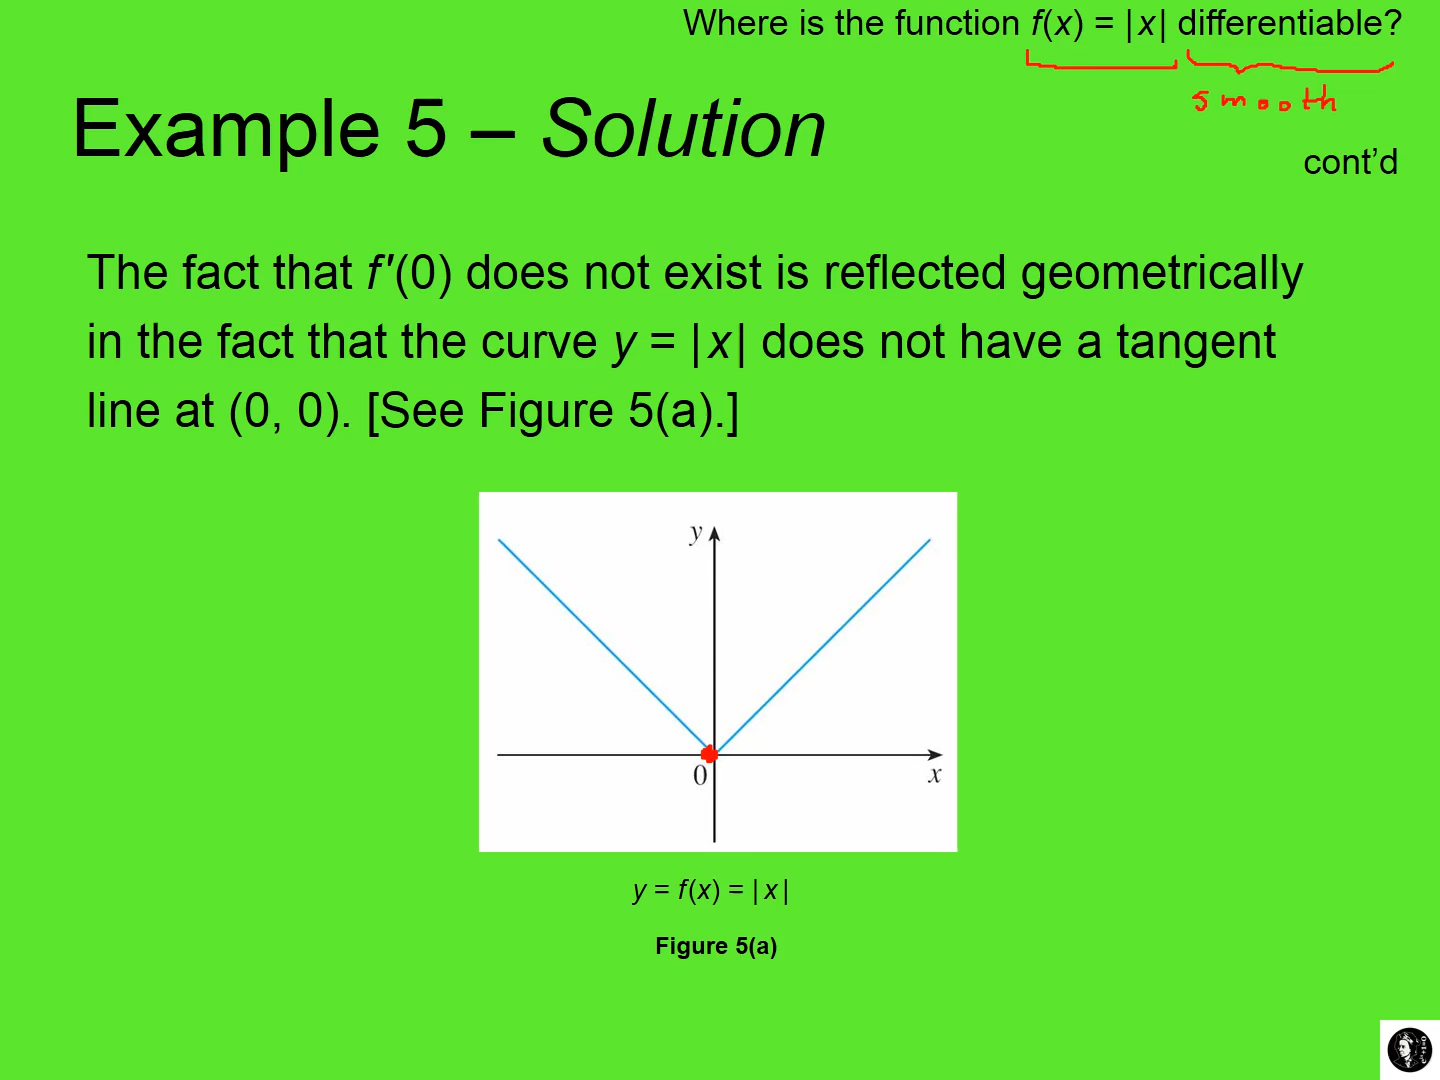 Where is the function f(x) = |x| differentiable?
smooth
Example 5 – Solution
cont’d
The fact that f′(0) does not exist is reflected geometrically
in the fact that the curve y = |x| does not have a tangent
line at (0, 0). [See Figure 5(a).]
y
0
x
y = f(x) = |x|
Figure 5(a)